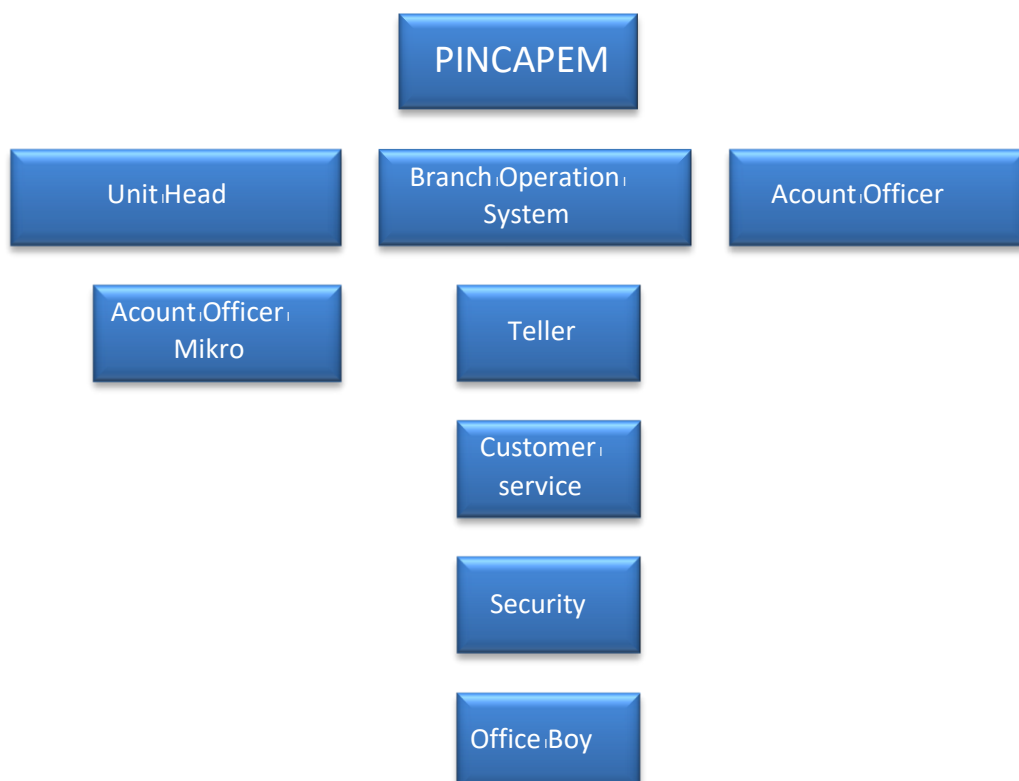 PINCAPEM
Unit Head
Branch Operation
System
Acount Officer
Acount Officer
Mikro
Teller
Customer
service
Security
Office Boy